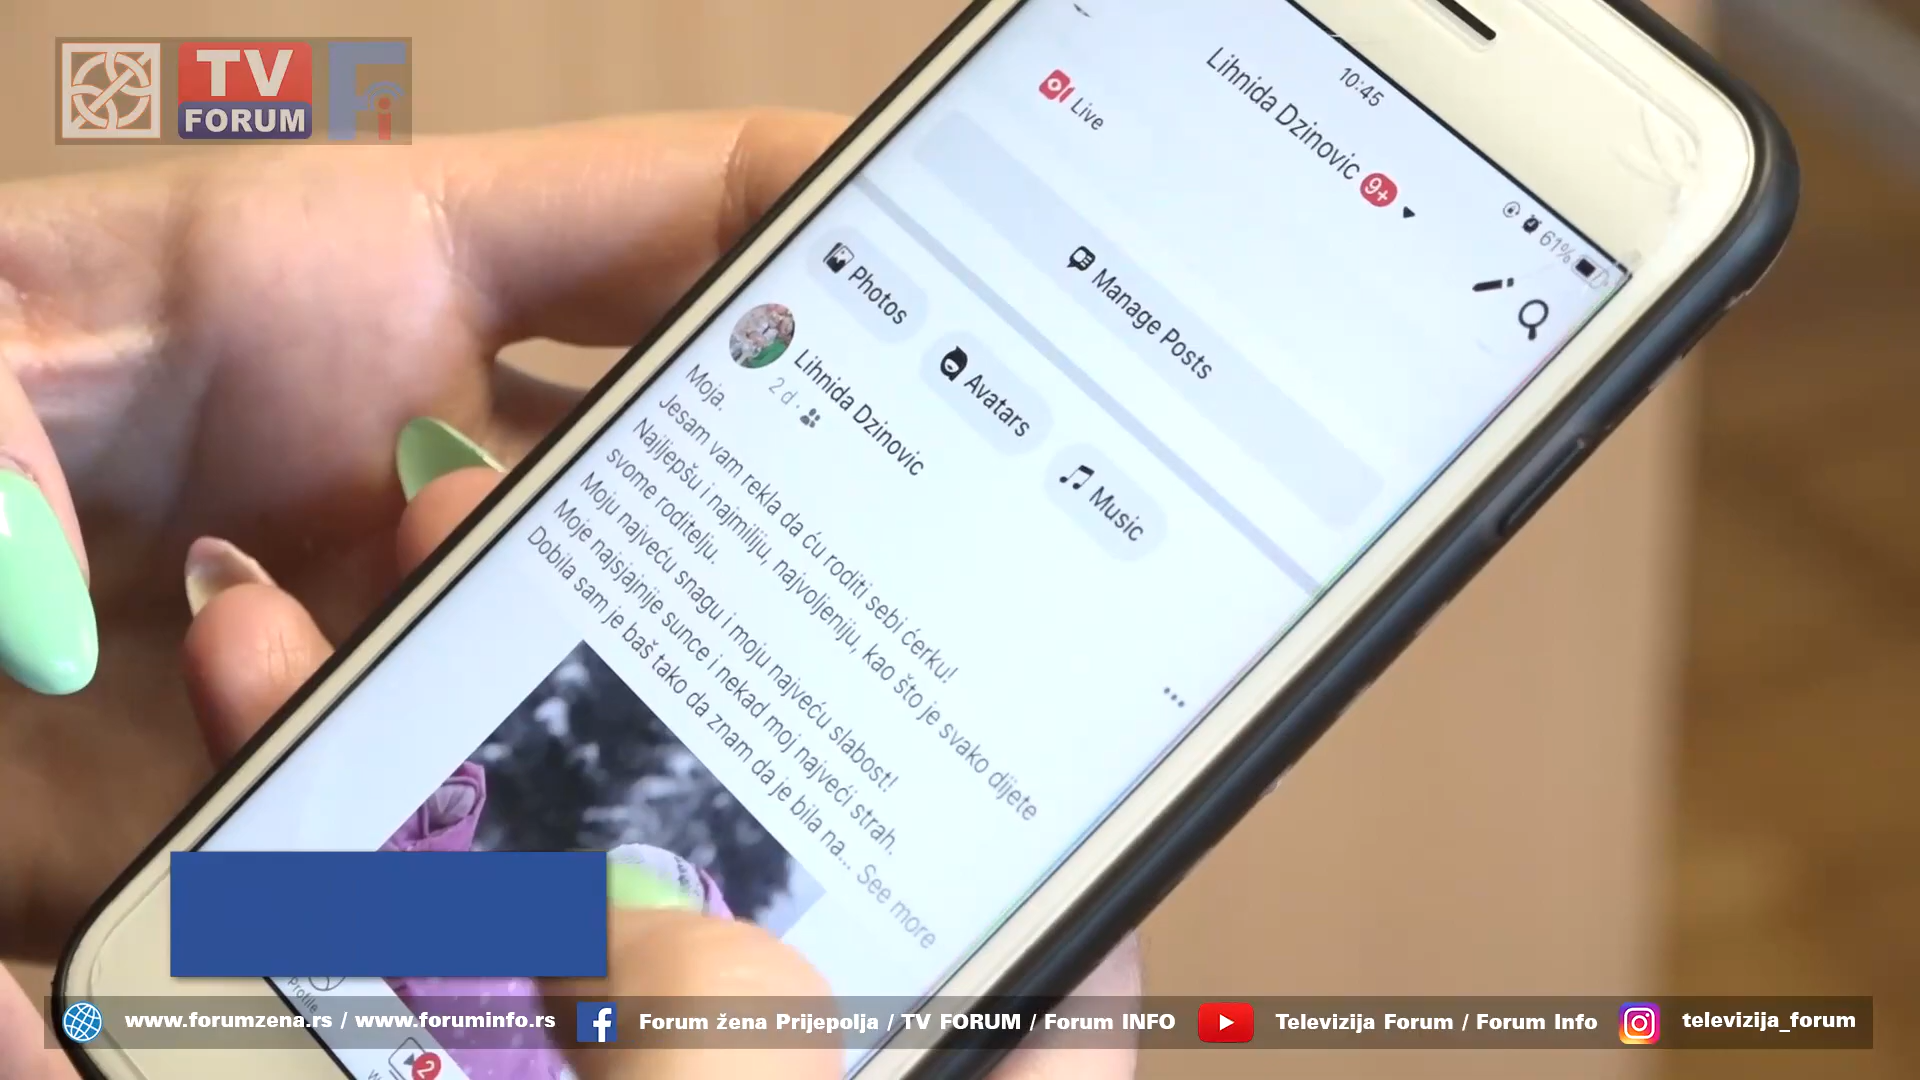 TV
FORUM
Fi
10:45
61%
Lihnida Dzinovic 9+
Live
Manage Posts
Photos
Avatars
Music
Lihnida Dzinovic
2 d ·
Moja.
Jesam vam rekla da ću roditi sebi ćerku!
Najljepšu i najmiliju, najvoljeniju, kao što je svako dijete
svome roditelju.
Moju najveću snagu i moju najveću slabost!
Moje najsjajnije sunce i nekad moj najveći strah.
Dobila sam je baš tako da znam da je bila na... See more
Profile
2
www.forumzena.rs / www.foruminfo.rs
Forum žena Prijepolja / TV FORUM / Forum INFO
Televizija Forum / Forum Info
televizija_forum